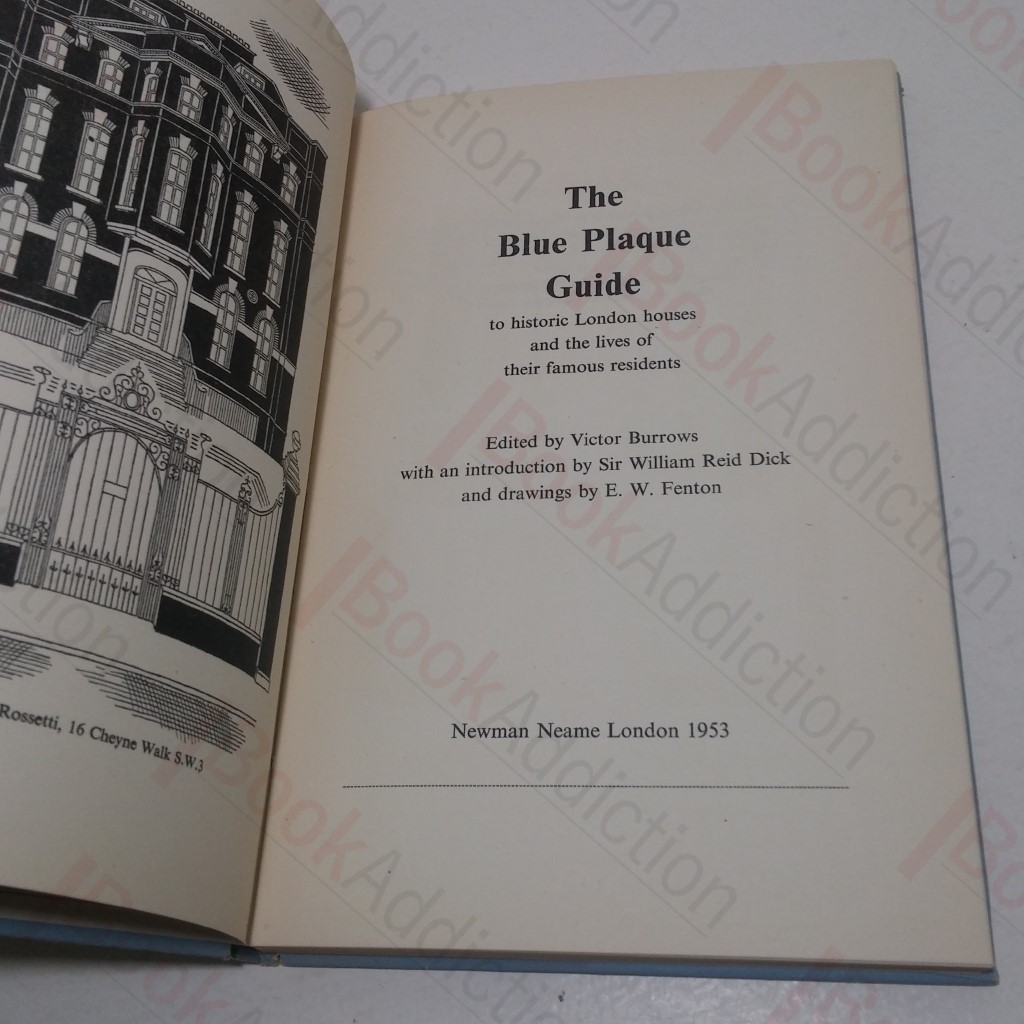 Rossetti, 16 Cheyne Walk S.W.3
The
Blue Plaque
Guide
to historic London houses
and the lives of
their famous residents
Edited by Victor Burrows
with an introduction by Sir William Reid Dick
and drawings by E. W. Fenton
Newman Neame London 1953
BookAddiction